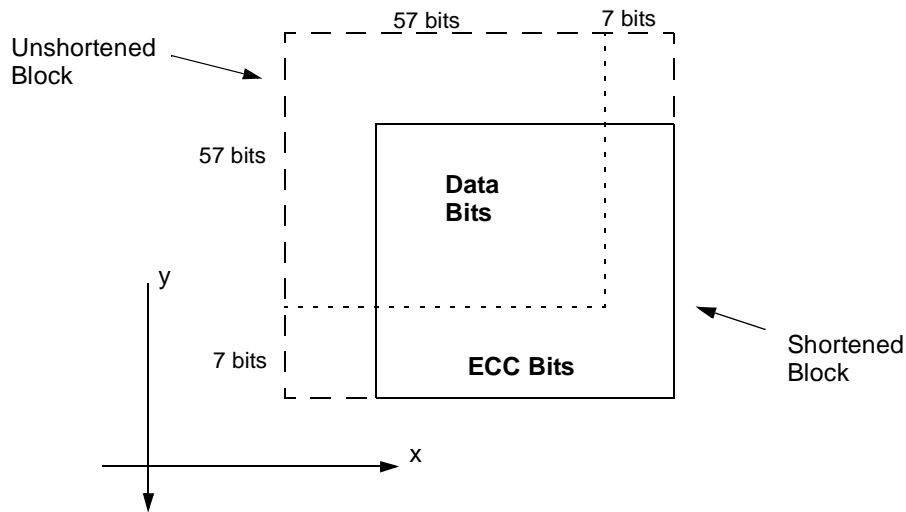 57 bits
7 bits
Unshortened
Block
57 bits
Data
Bits
y
7 bits
ECC Bits
Shortened
Block
x